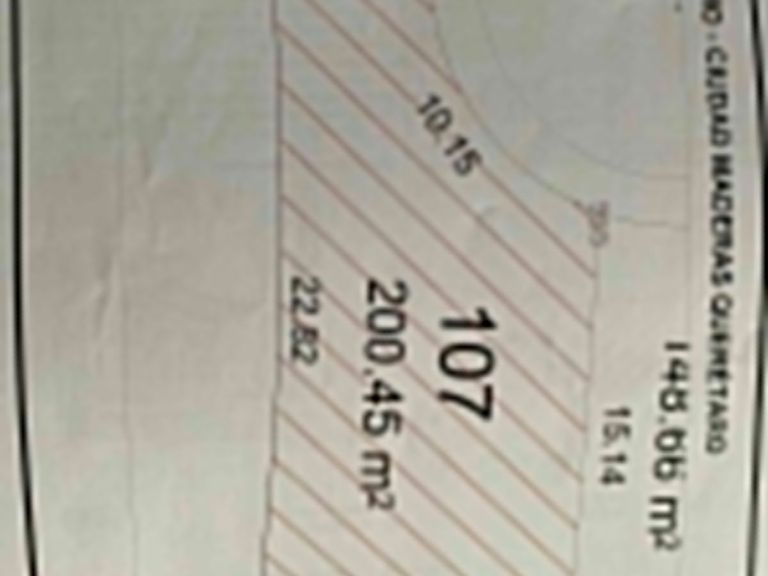 CIUDAD MADERAS QUERETARO
148.66 m²
15.14
10.15
107
200.45 m²
22.82